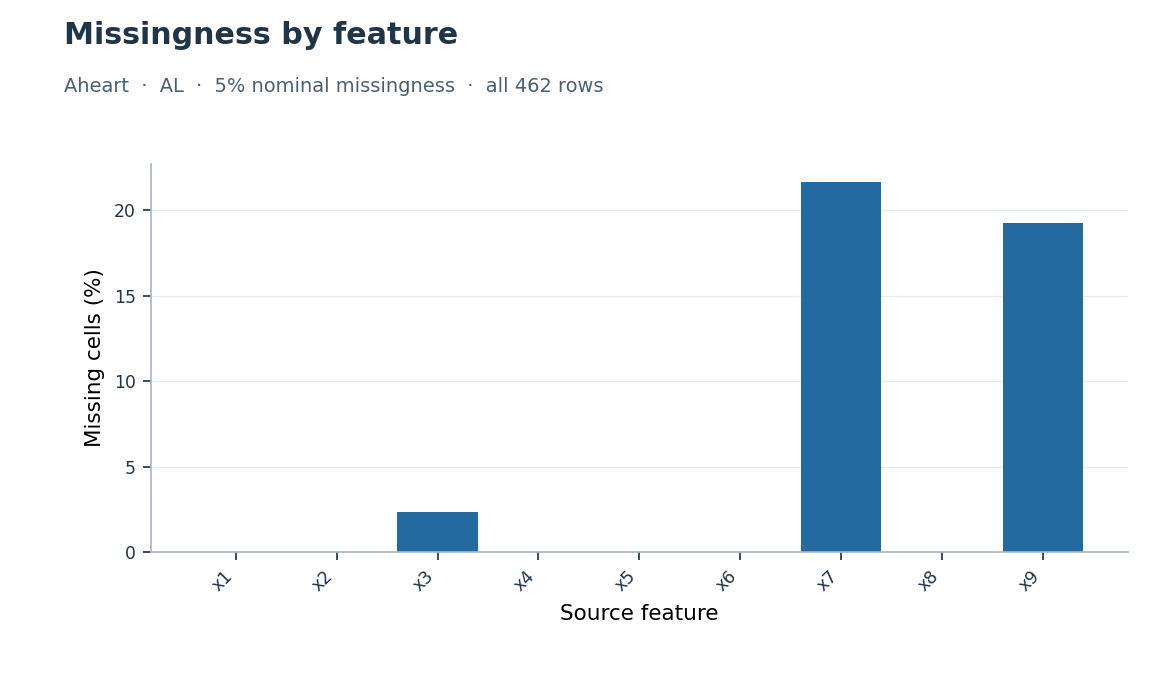 Missingness by feature
Aheart · AL · 5% nominal missingness · all 462 rows
Missing cells (%)
20
15
10
5
0
x1 x2 x3 x4 x5 x6 x7 x8 x9
Source feature